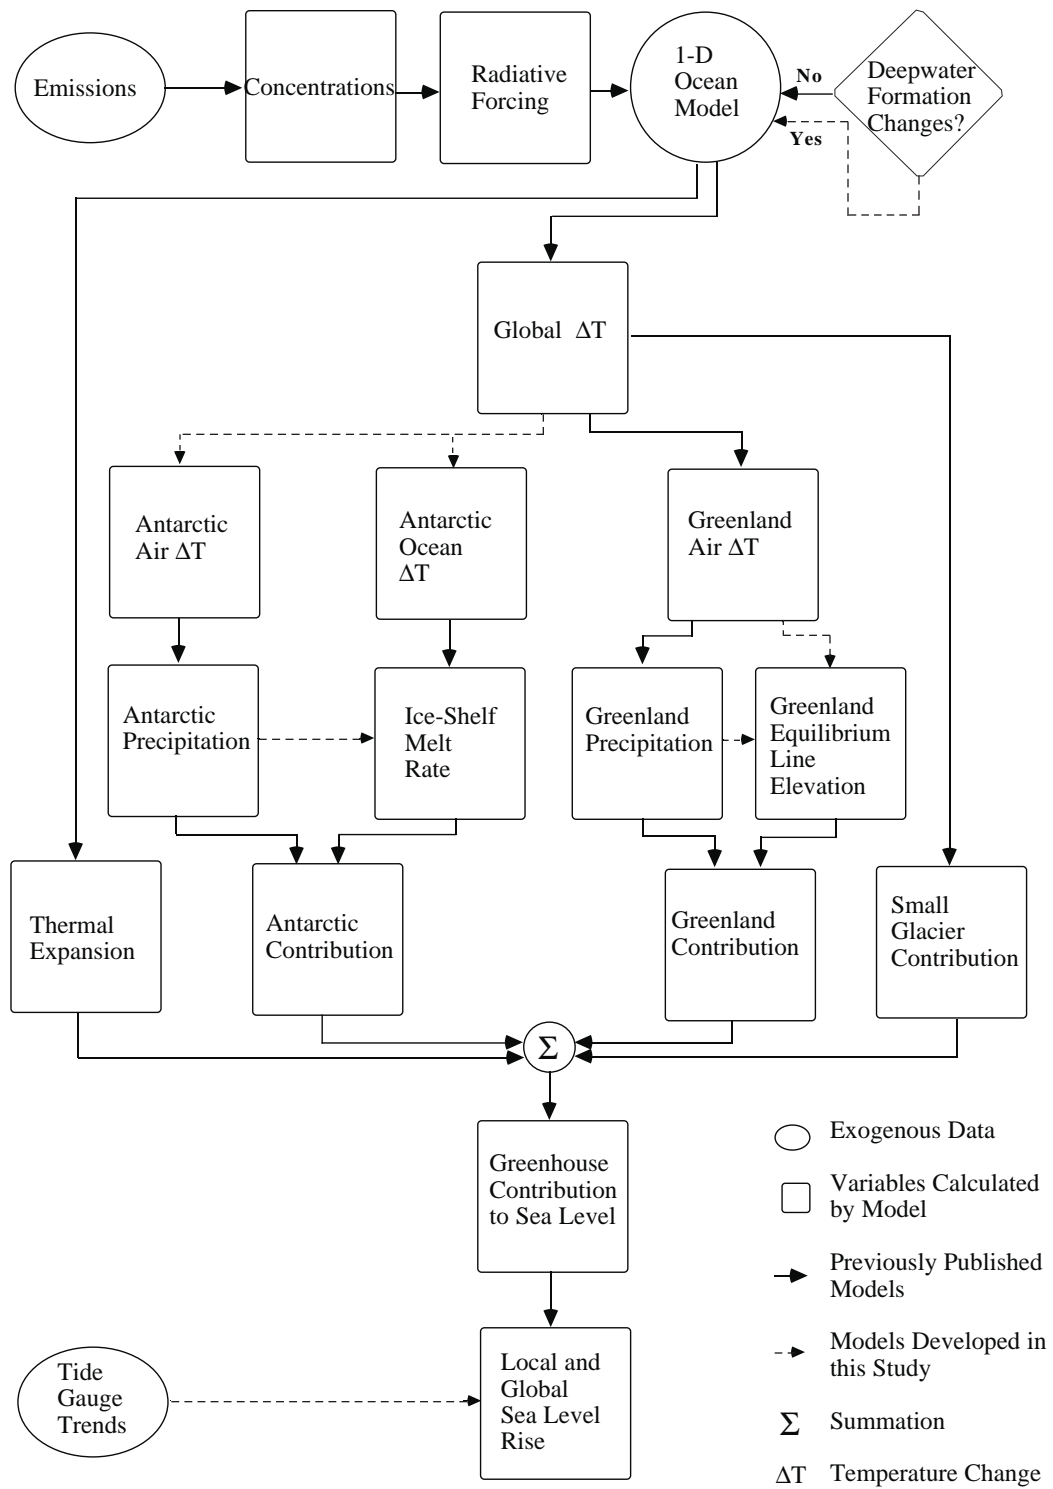 Emissions
Concentrations
Radiative
Forcing
1-D
Ocean
Model
No
Yes
Deepwater
Formation
Changes?
Global ΔT
Antarctic
Air ΔT
Antarctic
Ocean
ΔT
Greenland
Air ΔT
Antarctic
Precipitation
Ice-Shelf
Melt
Rate
Greenland
Precipitation
Greenland
Equilibrium
Line
Elevation
Thermal
Expansion
Antarctic
Contribution
Greenland
Contribution
Small
Glacier
Contribution
Σ
Greenhouse
Contribution
to Sea Level
Local and
Global
Sea Level
Rise
Tide
Gauge
Trends
Exogenous Data
Variables Calculated
by Model
Previously Published
Models
Models Developed in
this Study
Σ Summation
ΔT Temperature Change